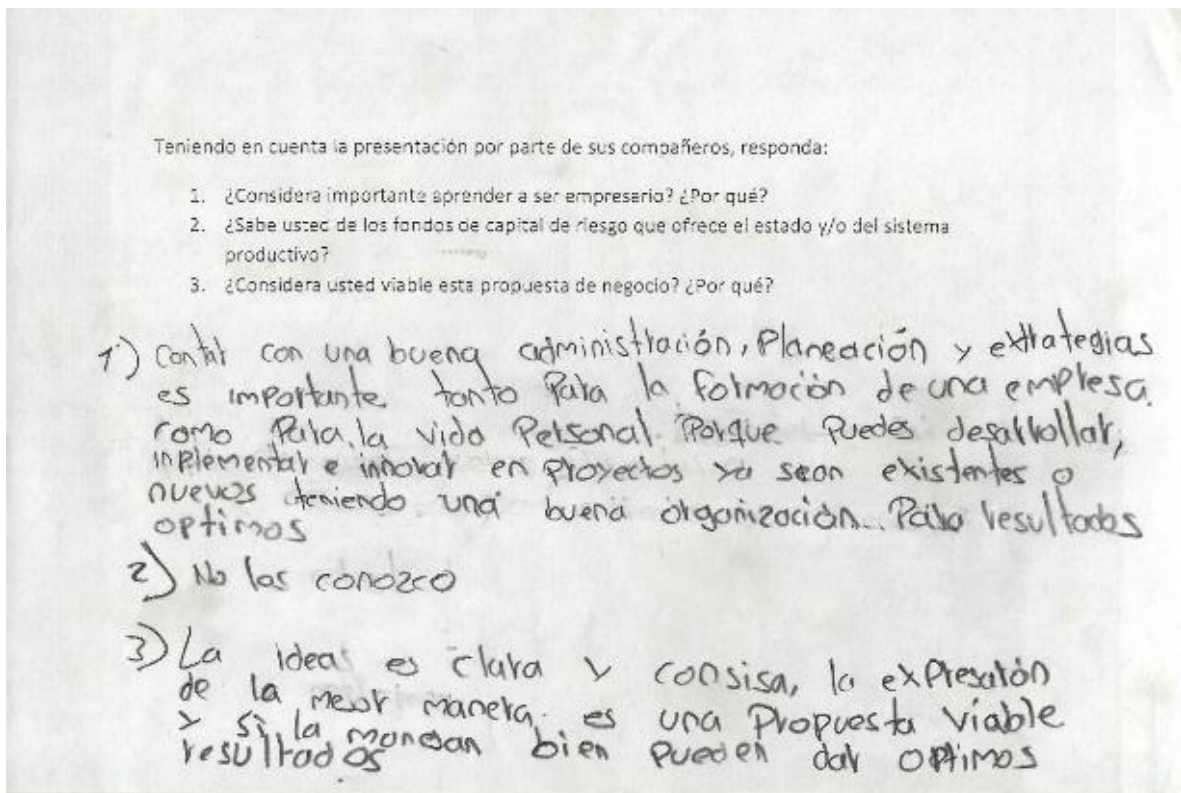 Teniendo en cuenta la presentación por parte de sus compañeros, responda:
1. ¿Considera importante aprender a ser empresario? ¿Por qué?
2. ¿Sabe usted de los fondos de capital de riesgo que ofrece el estado y/o del sistema
productivo?
3. ¿Considera usted viable esta propuesta de negocio? ¿Por qué?
1) Contar con una buena administración, Planeación y extrategias
es importante tanto Para la formación de una empresa.
como Para la vida Personal. Porque Puedes desarrollar,
inplementar e innovar en Proyectos ya sean existentes o
nuevos teniendo una buena organización. Para resultados
optimos
2) No los conozco
3) La idea es clara y consisa, la expresarón
de la mejor manera. es una Propuesta viable
y si la manejan bien pueden dar optimos
resultados